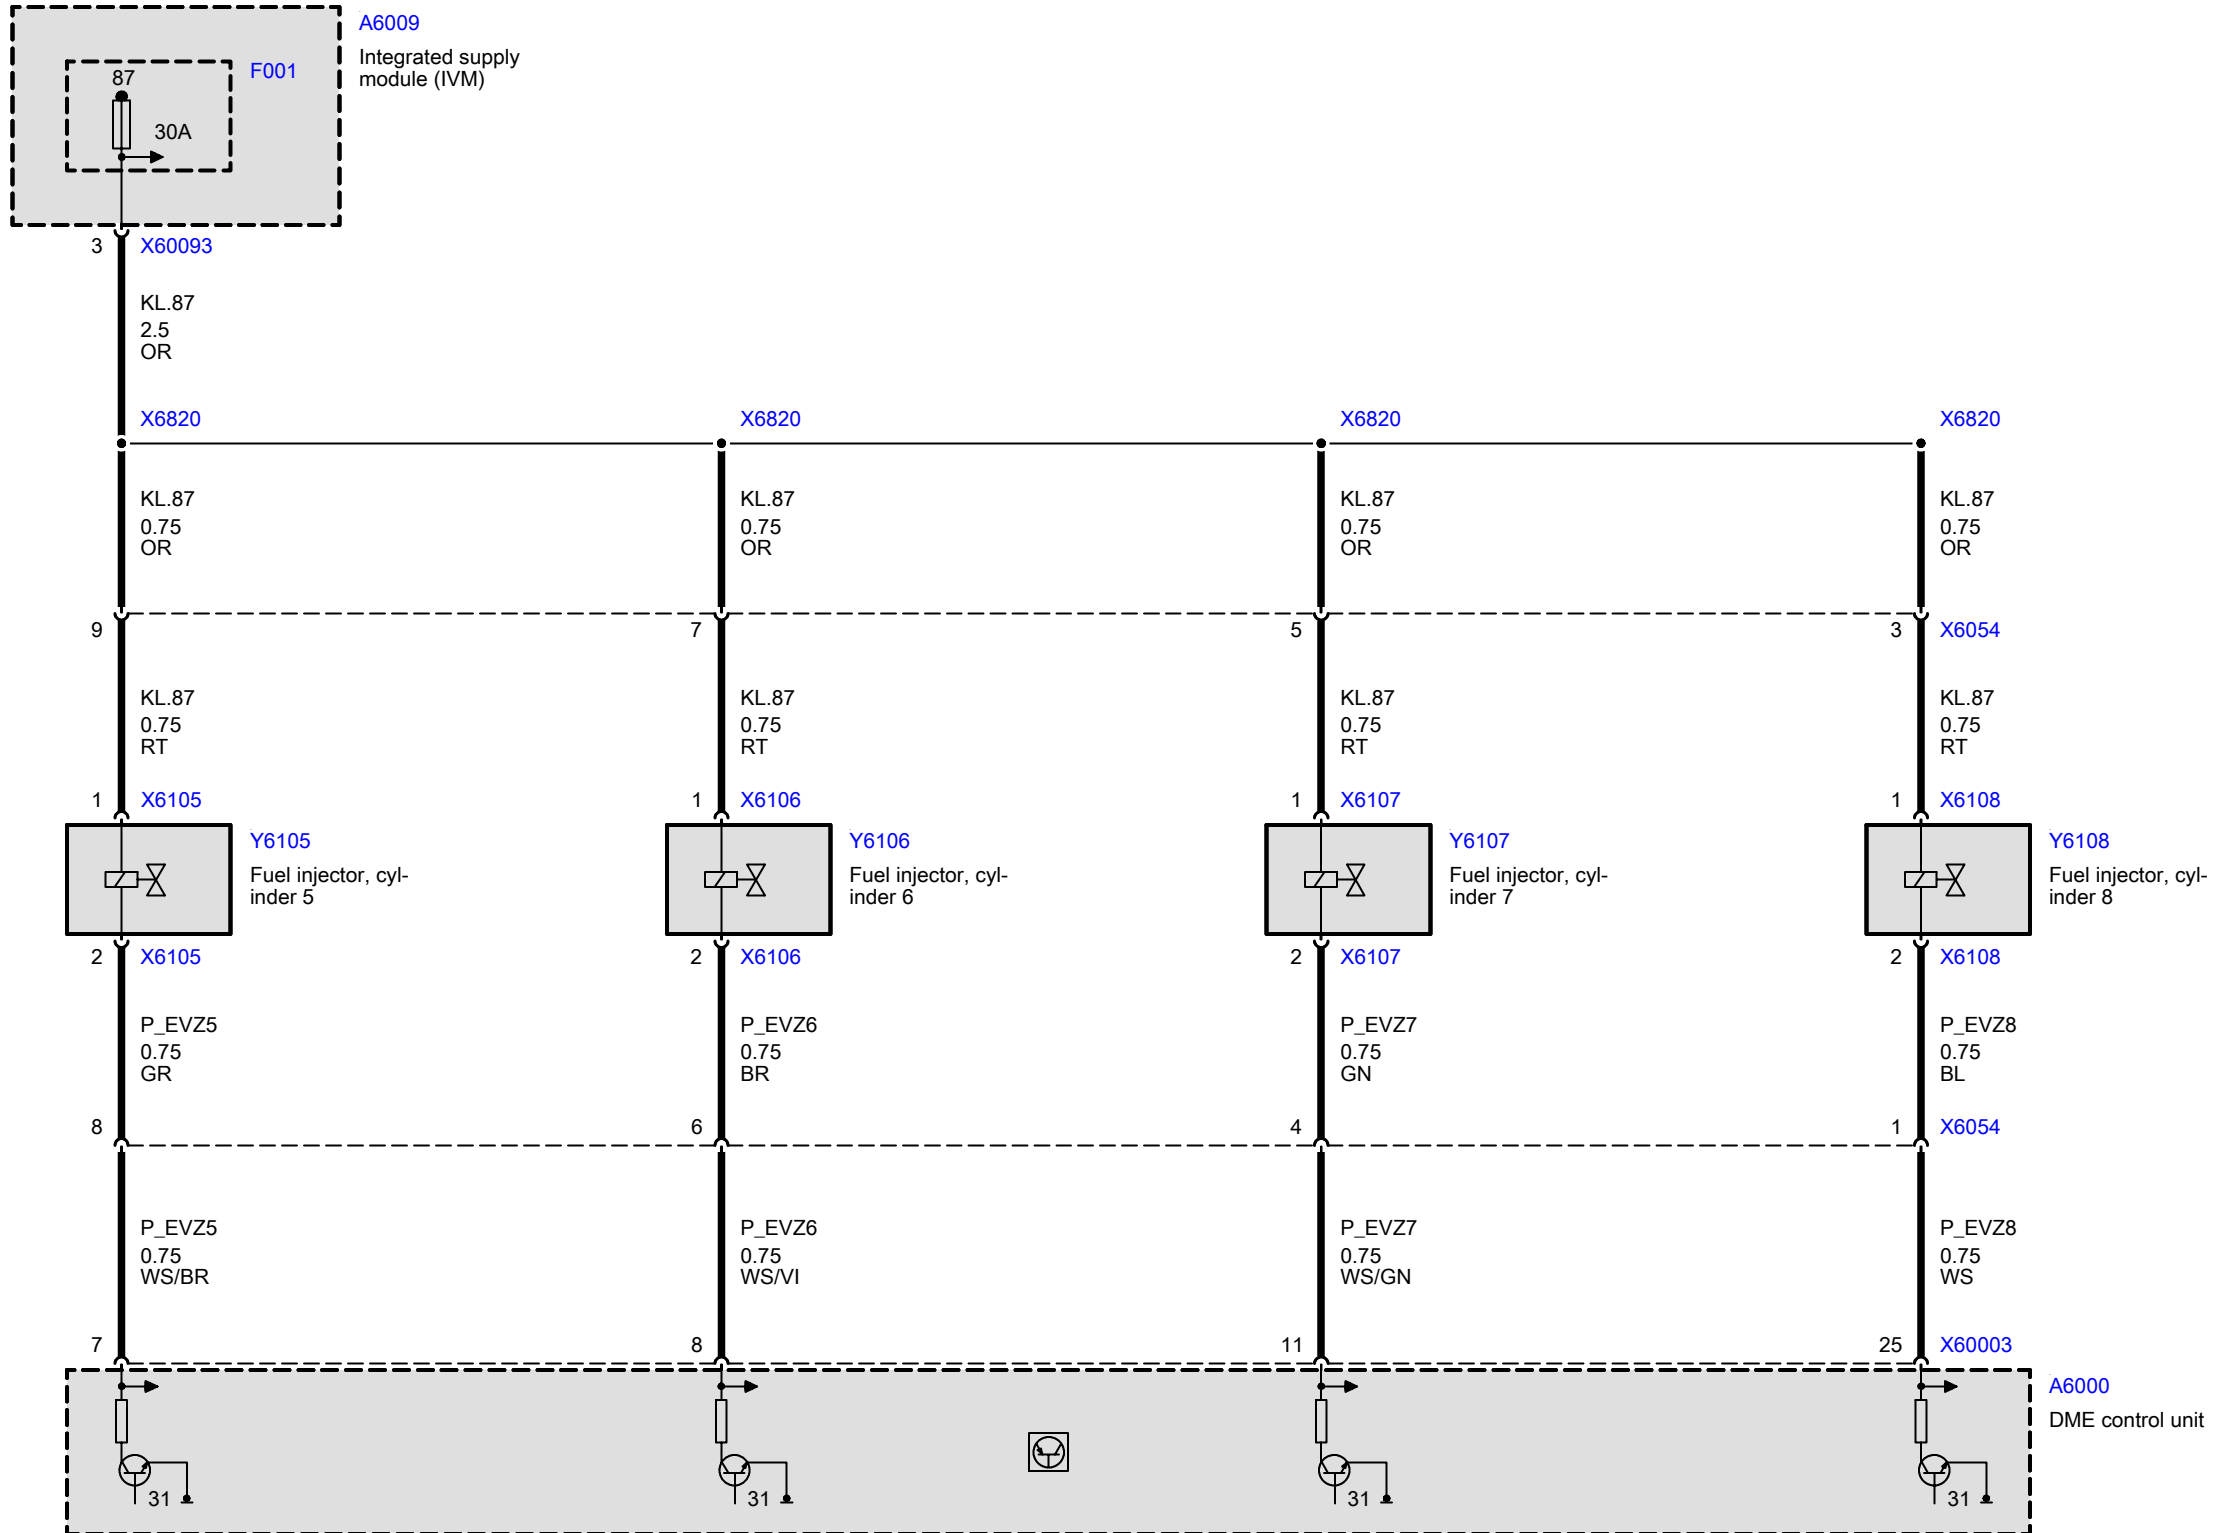 A6009
Integrated supply
module (IVM)
F001
87
30A
3 X60093
KL.87
2.5
OR
X6820 X6820 X6820 X6820
KL.87 KL.87 KL.87 KL.87
0.75 0.75 0.75 0.75
OR OR OR OR
9 7 5 3 X6054
KL.87 KL.87 KL.87 KL.87
0.75 0.75 0.75 0.75
RT RT RT RT
1 X6105 1 X6106 1 X6107 1 X6108
Y6105 Y6106 Y6107 Y6108
Fuel injector, cyl- Fuel injector, cyl- Fuel injector, cyl- Fuel injector, cyl-
inder 5 inder 6 inder 7 inder 8
2 X6105 2 X6106 2 X6107 2 X6108
P_EVZ5 P_EVZ6 P_EVZ7 P_EVZ8
0.75 0.75 0.75 0.75
GR BR GN BL
8 6 4 1 X6054
P_EVZ5 P_EVZ6 P_EVZ7 P_EVZ8
0.75 0.75 0.75 0.75
WS/BR WS/VI WS/GN WS
7 8 11 25 X60003
A6000
DME control unit
31 31 31 31